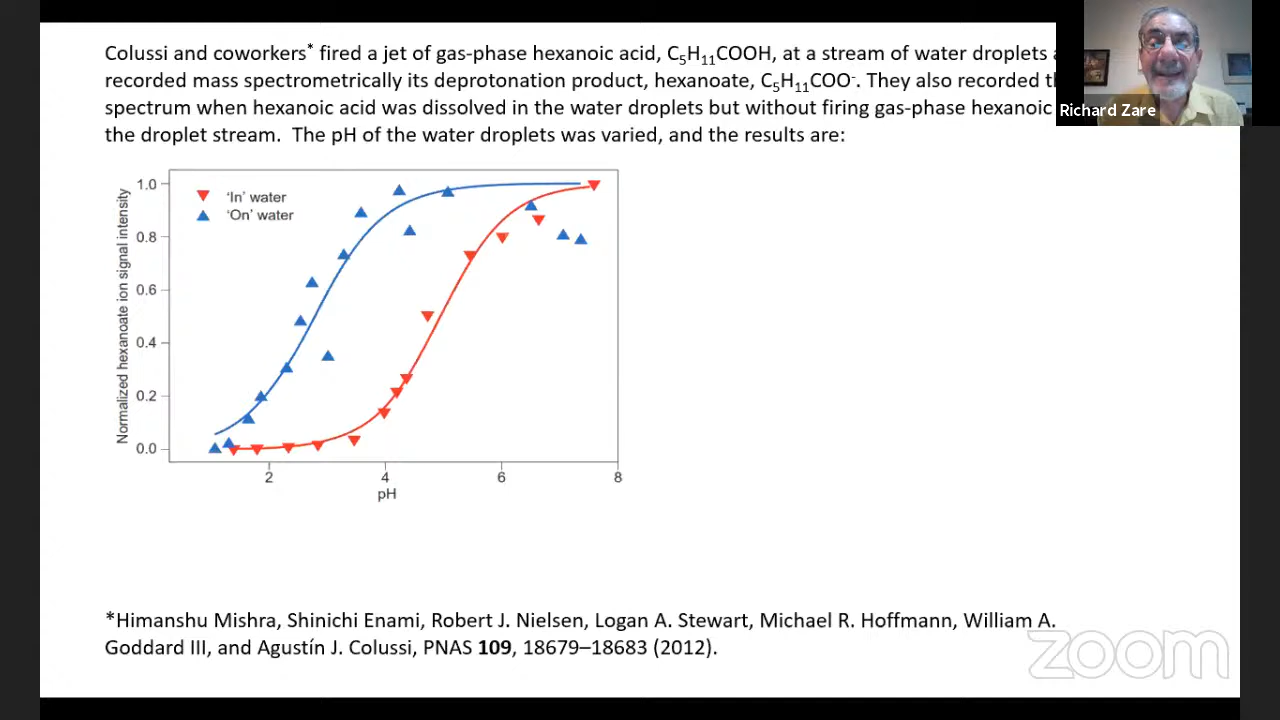 Colussi and coworkers* fired a jet of gas-phase hexanoic acid, C5H11COOH, at a stream of water droplets
recorded mass spectrometrically its deprotonation product, hexanoate, C5H11COO-. They also recorded
spectrum when hexanoic acid was dissolved in the water droplets but without firing gas-phase hexanoic
the droplet stream. The pH of the water droplets was varied, and the results are:
Richard Zare
Normalized hexanoate ion signal intensity
1.0
0.8
0.6
0.4
0.2
0.0
'In' water
'On' water
2 4 6 8
pH
*Himanshu Mishra, Shinichi Enami, Robert J. Nielsen, Logan A. Stewart, Michael R. Hoffmann, William A.
Goddard III, and Agustín J. Colussi, PNAS 109, 18679–18683 (2012).
zoom